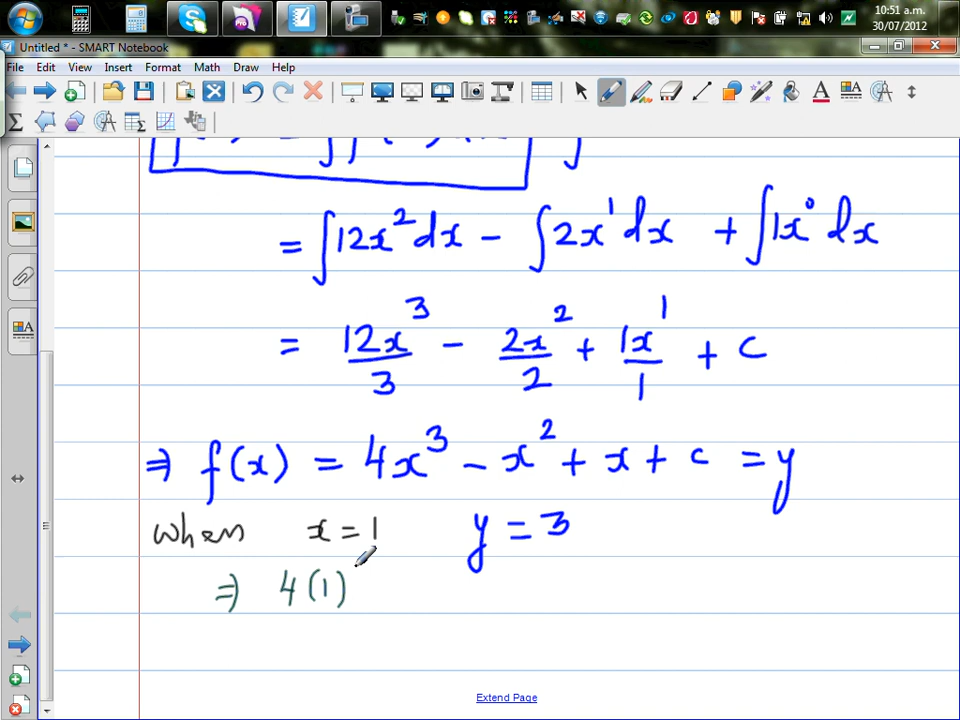 10:51 a.m.
30/07/2012
Untitled * - SMART Notebook
File Edit View Insert Format Math Draw Help
= ∫12x² dx − ∫2x¹ dx + ∫1x⁰ dx
= 12x³/3 − 2x²/2 + 1x¹/1 + c
⇒ f(x) = 4x³ − x² + x + c = y
when x = 1 y = 3
⇒ 4(1)
Extend Page